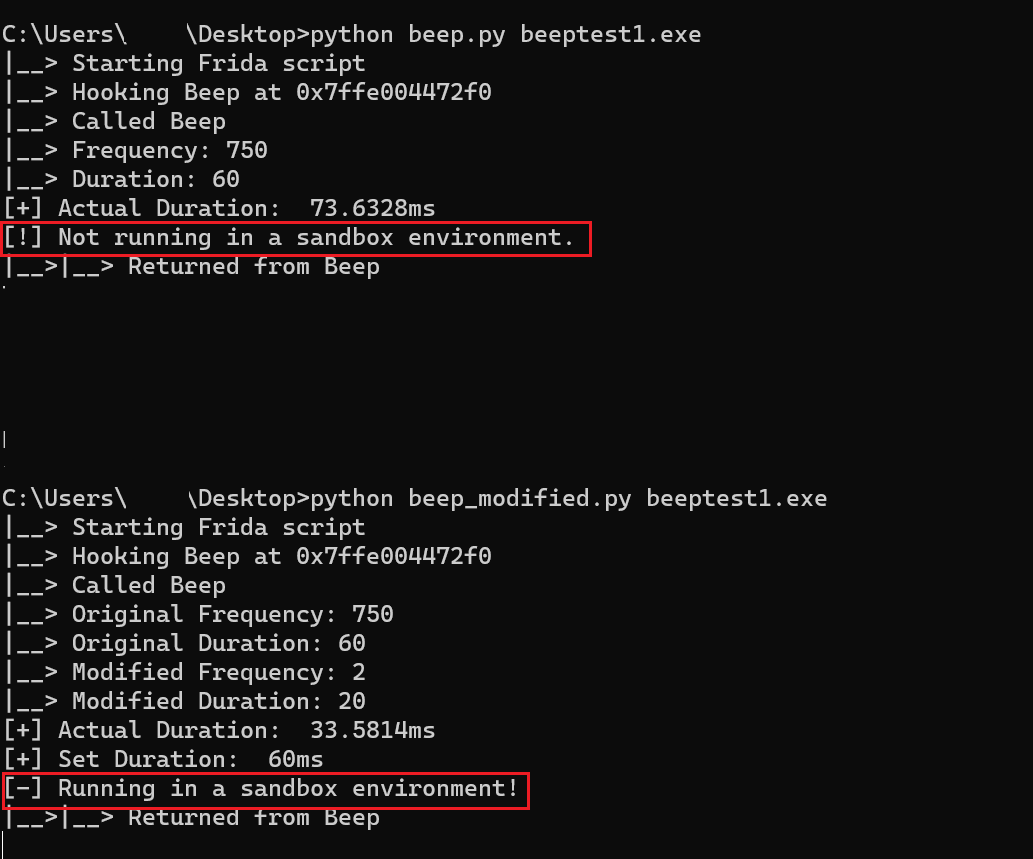 C:\Users\ \Desktop>python beep.py beeptest1.exe
|__> Starting Frida script
|__> Hooking Beep at 0x7ffe004472f0
|__> Called Beep
|__> Frequency: 750
|__> Duration: 60
[+] Actual Duration:  73.6328ms
[!] Not running in a sandbox environment.
|__>|__> Returned from Beep
C:\Users\ \Desktop>python beep_modified.py beeptest1.exe
|__> Starting Frida script
|__> Hooking Beep at 0x7ffe004472f0
|__> Called Beep
|__> Original Frequency: 750
|__> Original Duration: 60
|__> Modified Frequency: 2
|__> Modified Duration: 20
[+] Actual Duration:  33.5814ms
[+] Set Duration:  60ms
[-] Running in a sandbox environment!
|__>|__> Returned from Beep